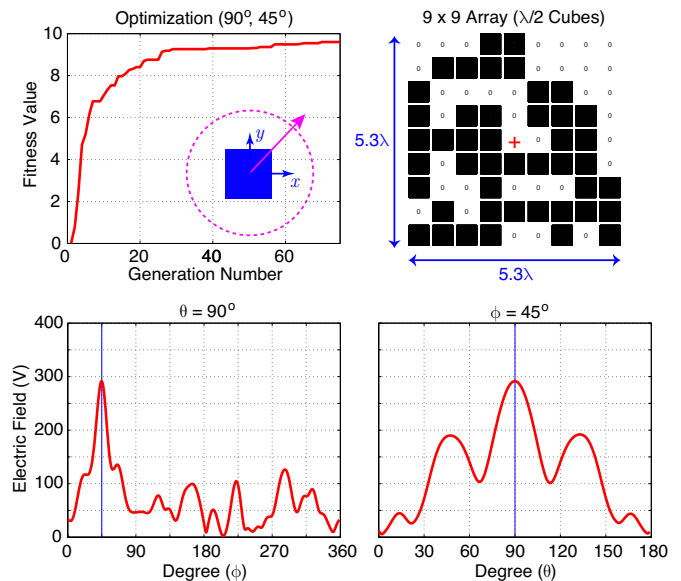 Optimization (90°, 45°)
Fitness Value
10
8
6
4
2
0
0 20 40 60
Generation Number
y
x
9 x 9 Array (λ/2 Cubes)
5.3λ
5.3λ
θ = 90°
Electric Field (V)
400
300
200
100
0
0 90 180 270 360
Degree (ϕ)
ϕ = 45°
0 30 60 90 120 150 180
Degree (θ)